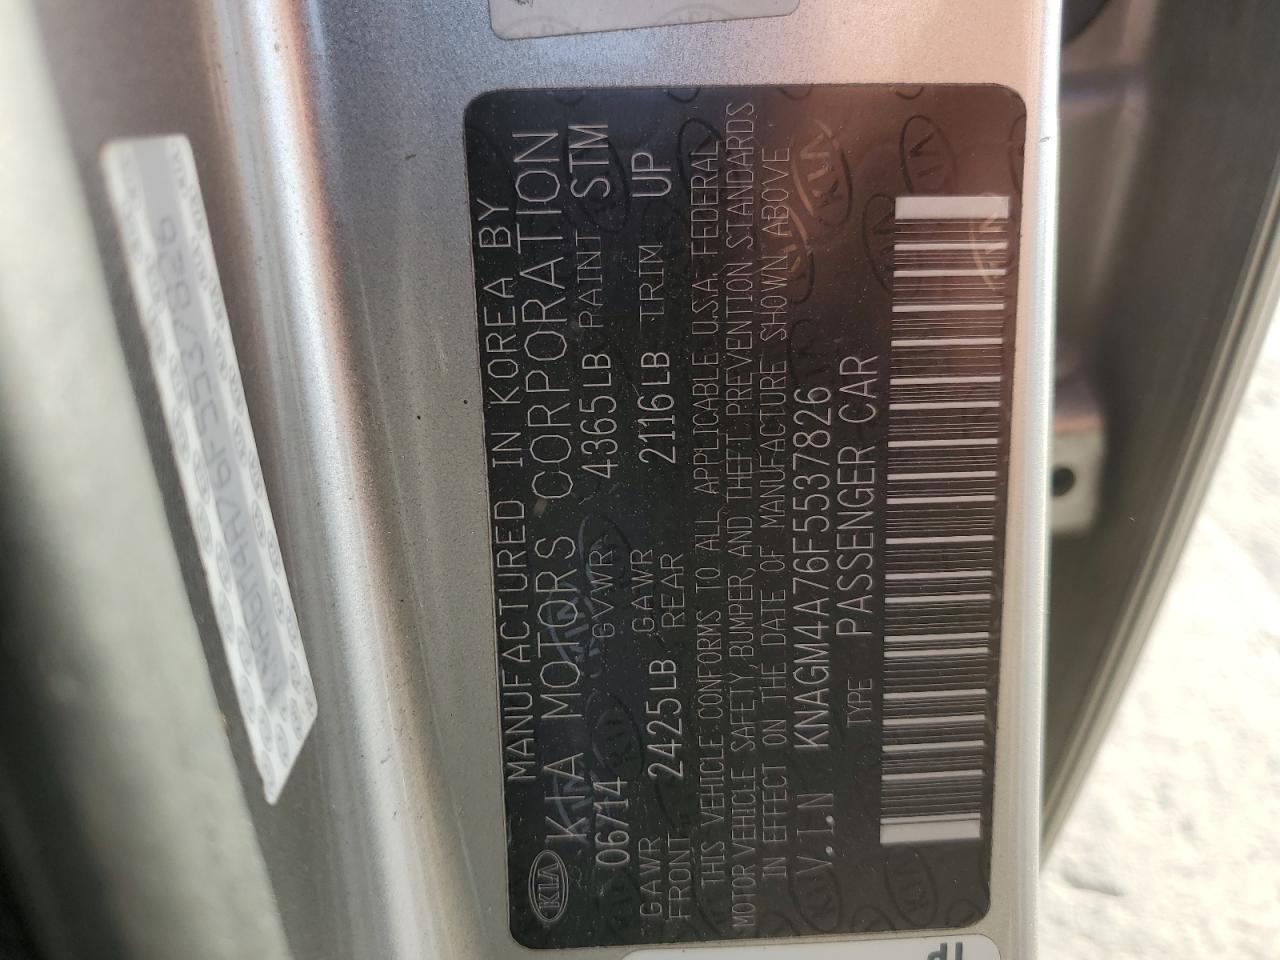 MANUFACTURED IN KOREA BY
KIA KIA MOTORS CORPORATION
06/14 GVWR 4365LB PAINT STM
GAWR FRONT 2425LB GAWR REAR 2116LB TRIM UP
THIS VEHICLE CONFORMS TO ALL APPLICABLE U.S.A. FEDERAL
MOTOR VEHICLE SAFETY, BUMPER, AND THEFT PREVENTION STANDARDS
IN EFFECT ON THE DATE OF MANUFACTURE SHOWN ABOVE
V.I.N KNAGM4A76F5537826
TYPE PASSENGER CAR